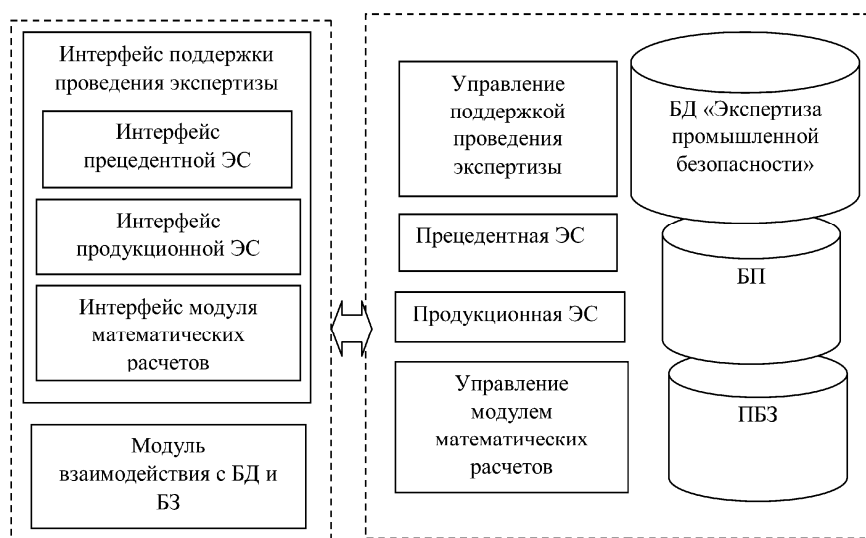 Интерфейс поддержки
проведения экспертизы
Интерфейс
прецедентной ЭС
Интерфейс
продукционной ЭС
Интерфейс модуля
математических
расчетов
Модуль
взаимодействия с БД и
БЗ
Управление
поддержкой
проведения
экспертизы
Прецедентная ЭС
Продукционная ЭС
Управление
модулем
математических
расчетов
БД «Экспертиза
промышленной
безопасности»
БП
ПБЗ